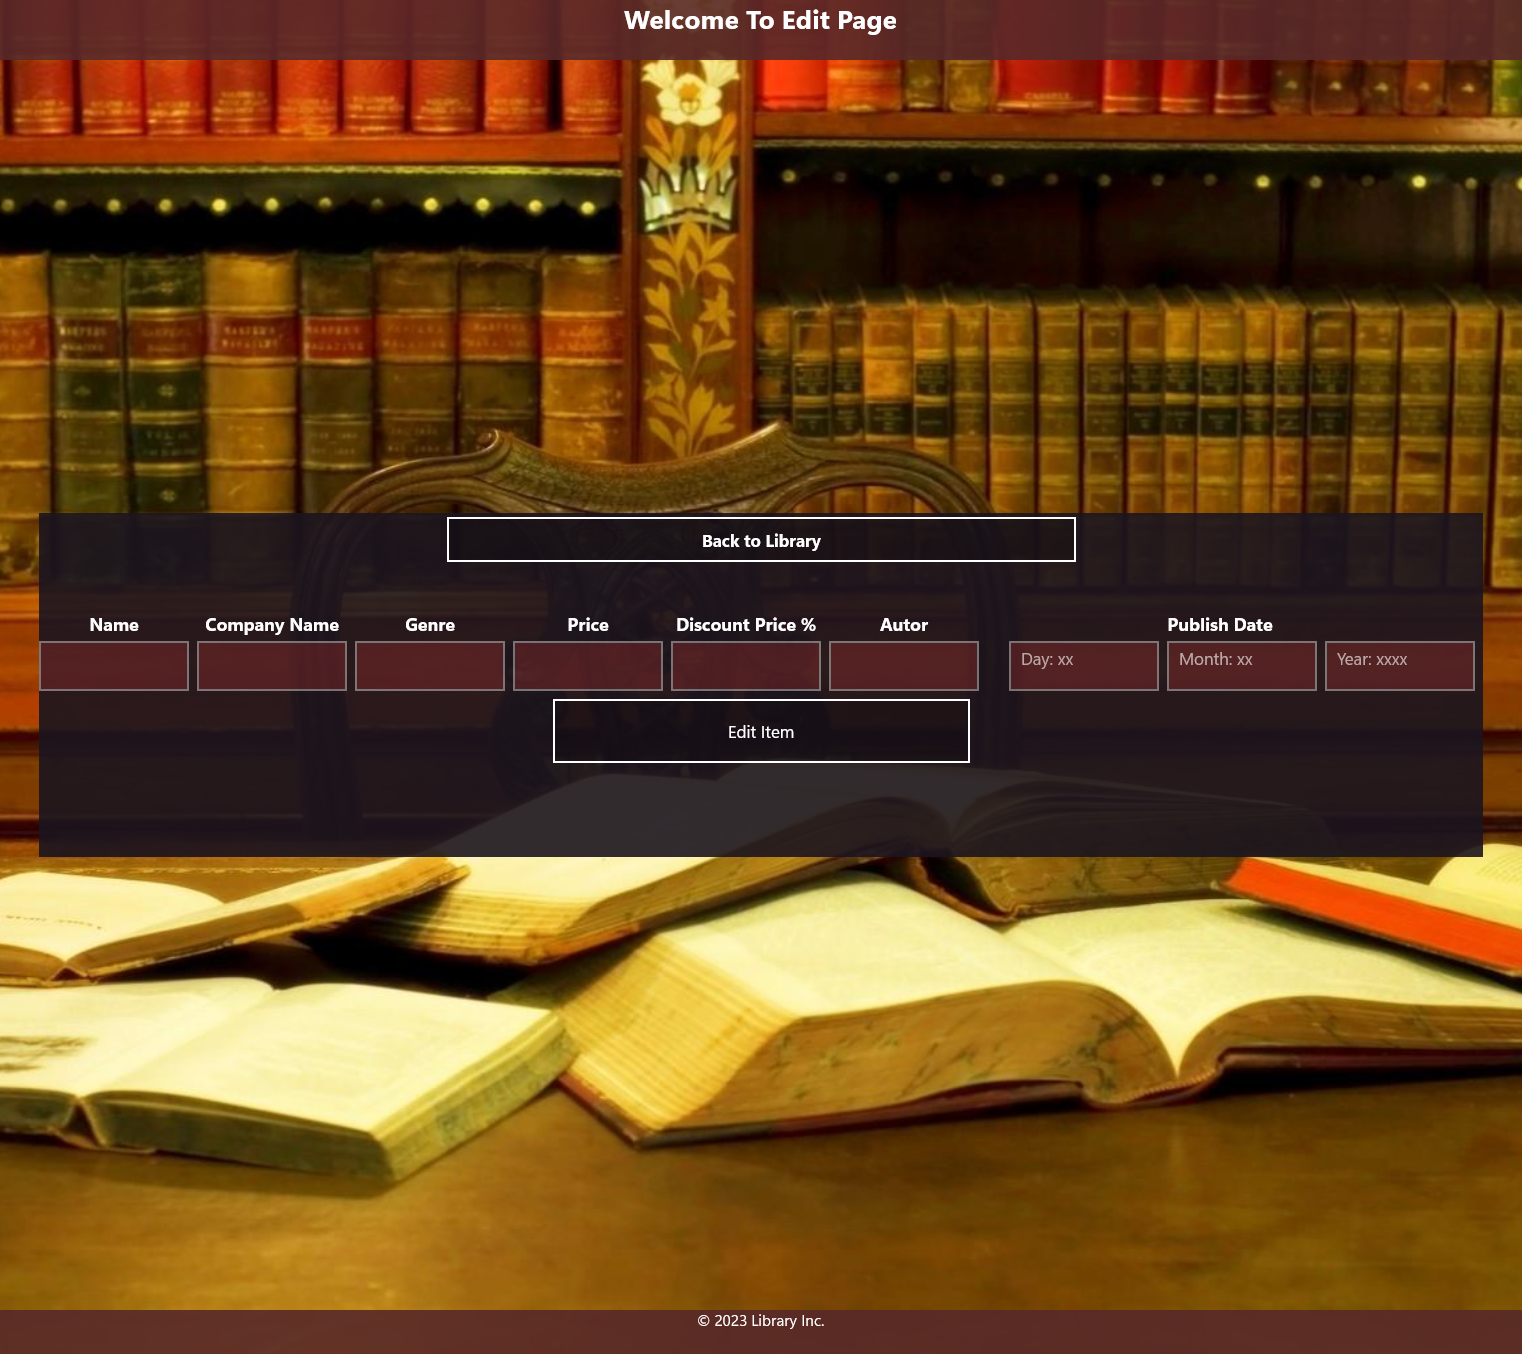 Welcome To Edit Page
Back to Library
Name Company Name Genre Price Discount Price % Autor Publish Date
Day: xx Month: xx Year: xxxx
Edit Item
© 2023 Library Inc.